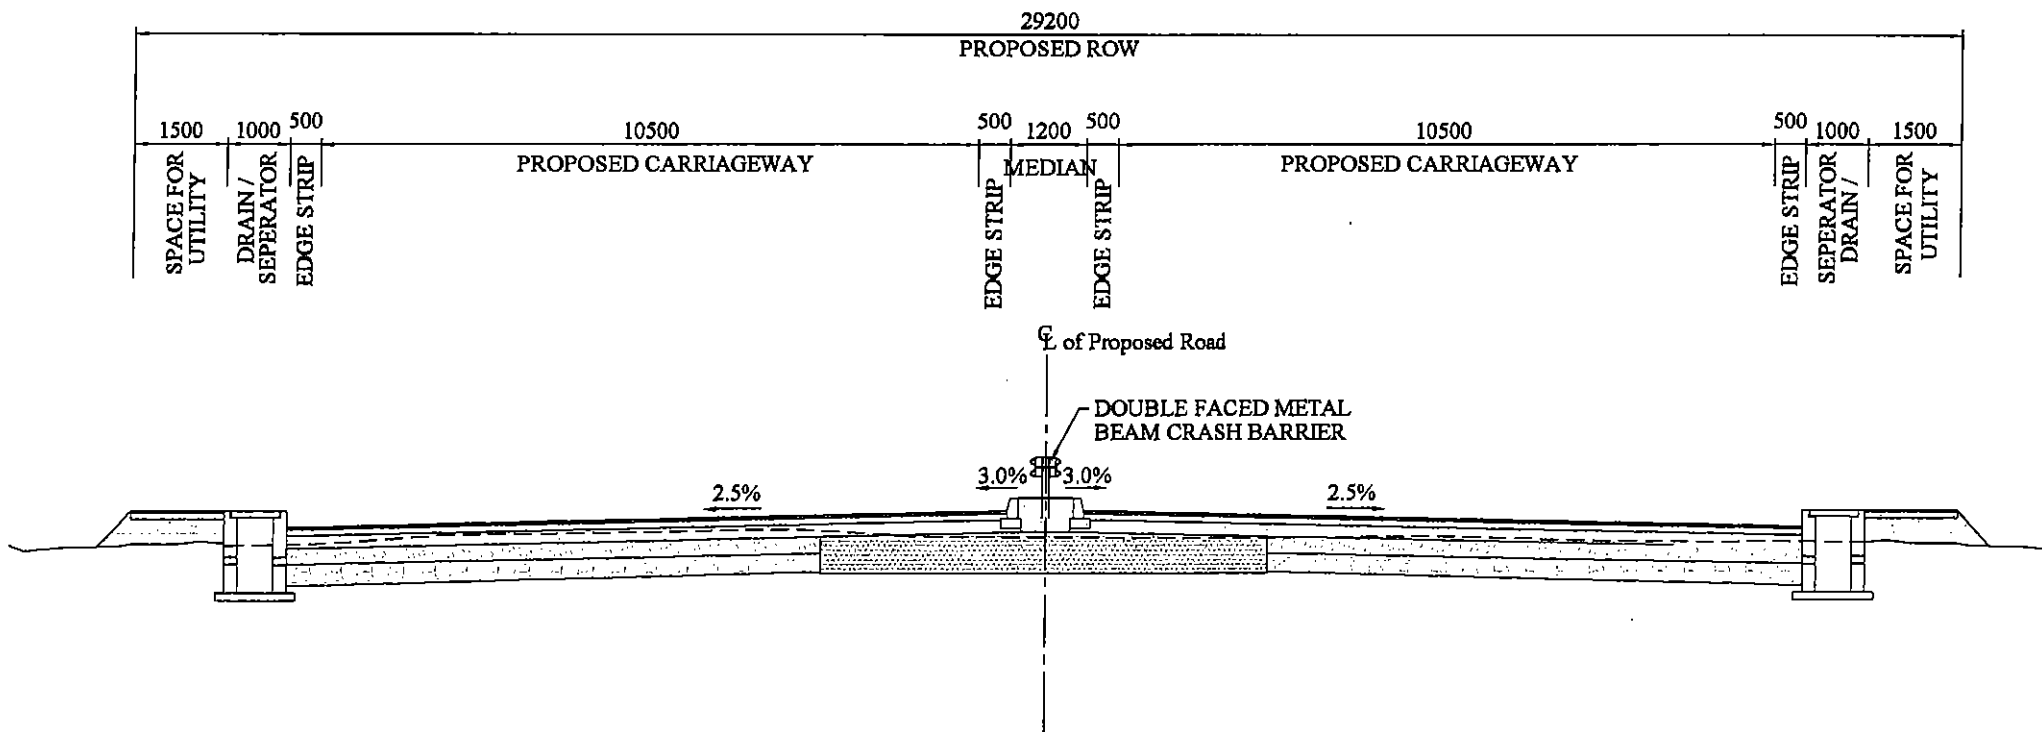 29200
PROPOSED ROW
1500
1000
500
10500
500
1200
500
10500
500
1000
1500
SPACE FOR
UTILITY
DRAIN /
SEPERATOR
EDGE STRIP
PROPOSED CARRIAGEWAY
EDGE STRIP
MEDIAN
EDGE STRIP
PROPOSED CARRIAGEWAY
EDGE STRIP
SEPERATOR
DRAIN /
SPACE FOR
UTILITY
℄ of Proposed Road
DOUBLE FACED METAL
BEAM CRASH BARRIER
2.5%
3.0%
3.0%
2.5%